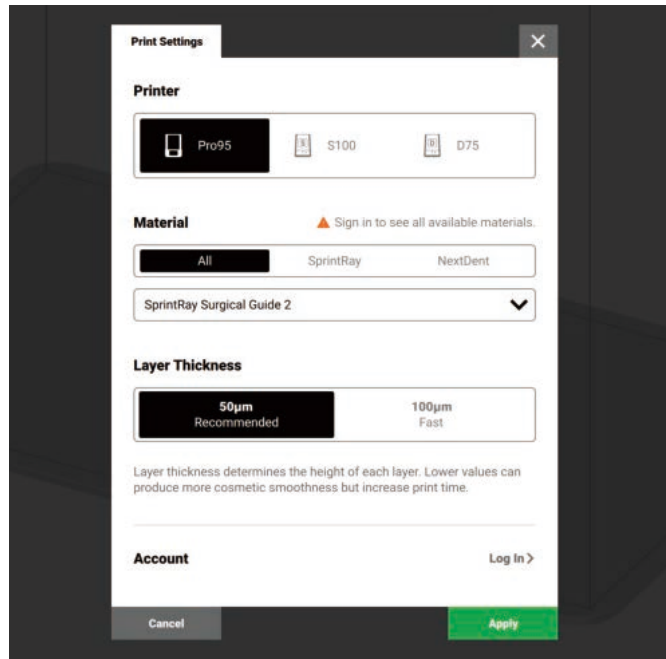 Print Settings
Printer
Pro95
S100
D75
Material
Sign in to see all available materials.
All
SprintRay
NextDent
SprintRay Surgical Guide 2
Layer Thickness
50µm
Recommended
100µm
Fast
Layer thickness determines the height of each layer. Lower values can
produce more cosmetic smoothness but increase print time.
Account
Log In
Cancel
Apply